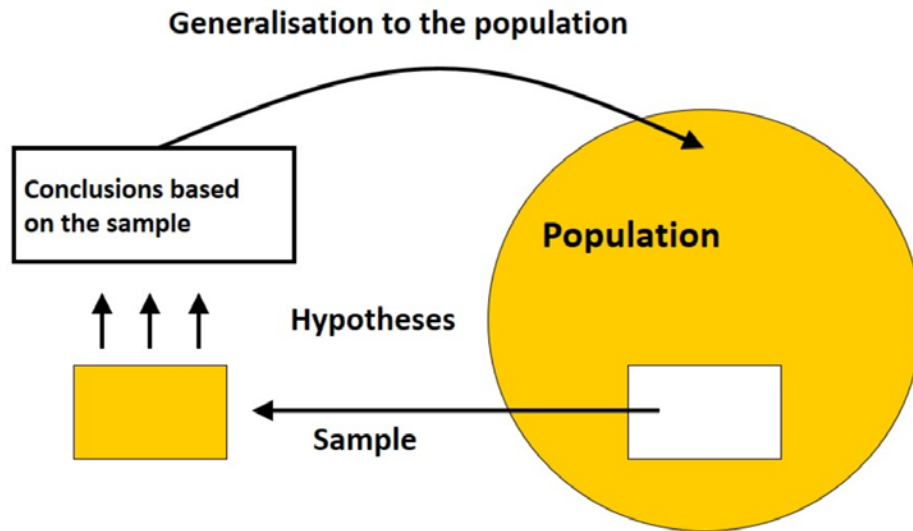 Generalisation to the population
Conclusions based
on the sample
Population
Hypotheses
Sample